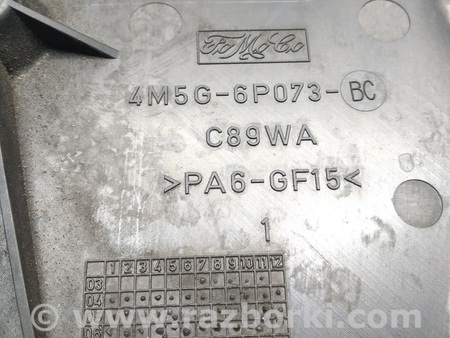 FoMoCo
4M5G-6P073-BC
C89WA
>PA6-GF15<
1
1 2 3 4 5 6 7 8 9 10 11 12
03
04
© www.razborki.com